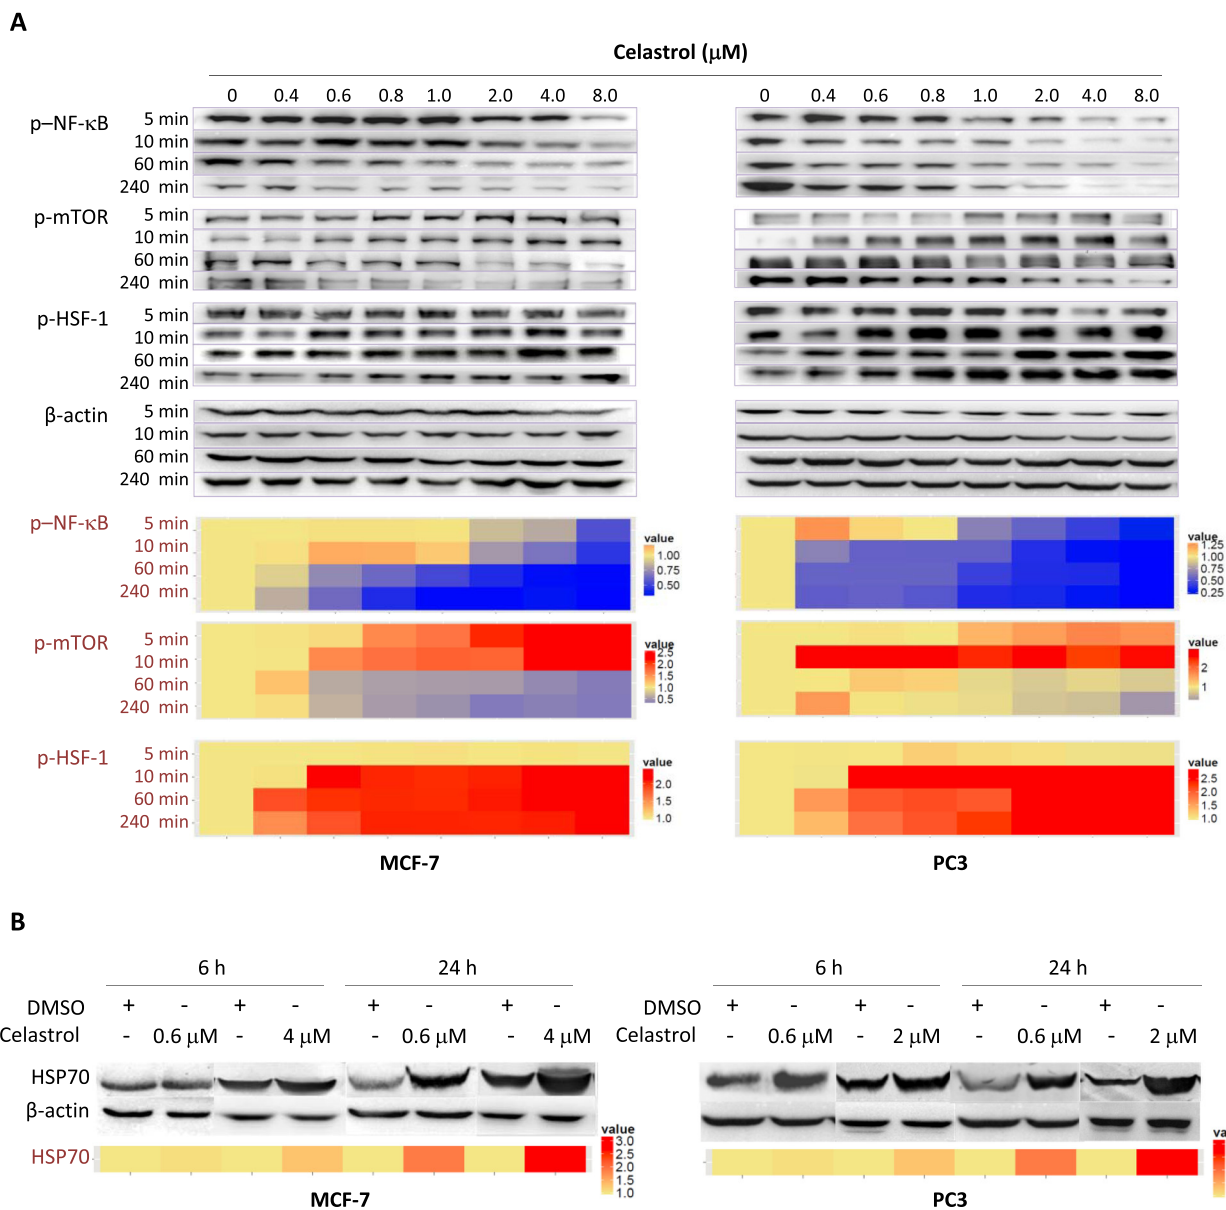 A
Celastrol (μM)
0 0.4 0.6 0.8 1.0 2.0 4.0 8.0 0 0.4 0.6 0.8 1.0 2.0 4.0 8.0
p–NF-κB 5 min
10 min
60 min
240 min
p-mTOR 5 min
10 min
60 min
240 min
p-HSF-1 5 min
10 min
60 min
240 min
β-actin 5 min
10 min
60 min
240 min
p–NF-κB 5 min
10 min
60 min
240 min
value
1.00
0.75
0.50
value
1.25
1.00
0.75
0.50
0.25
p-mTOR 5 min
10 min
60 min
240 min
value
2.5
2.0
1.5
1.0
0.5
value
2
1
p-HSF-1 5 min
10 min
60 min
240 min
value
2.0
1.5
1.0
value
2.5
2.0
1.5
1.0
MCF-7 PC3
B
6 h 24 h 6 h 24 h
DMSO + - + - + - + - DMSO + - + - + - + -
Celastrol - 0.6 μM - 4 μM - 0.6 μM - 4 μM Celastrol - 0.6 μM - 2 μM - 0.6 μM - 2 μM
HSP70 HSP70
β-actin β-actin
HSP70
value
3.0
2.5
2.0
1.5
1.0
HSP70
va
MCF-7 PC3